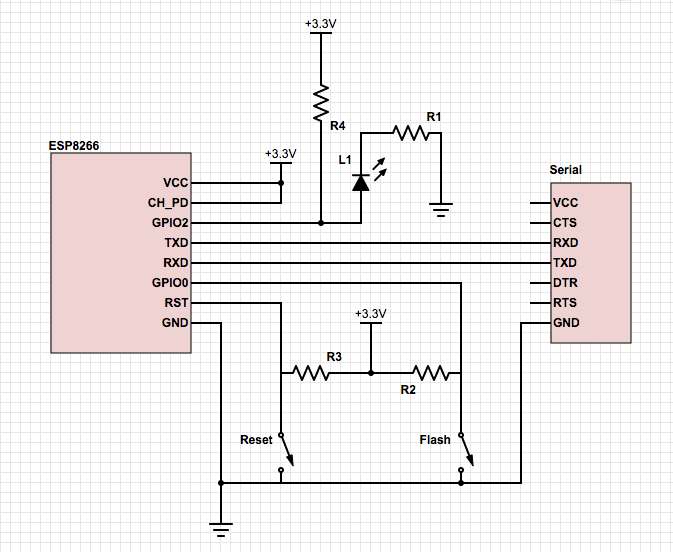 +3.3V
R4
R1
ESP8266
+3.3V
L1
Serial
VCC
CH_PD
GPIO2
TXD
RXD
GPIO0
RST
GND
VCC
CTS
RXD
TXD
DTR
RTS
GND
+3.3V
R3
R2
Reset
Flash